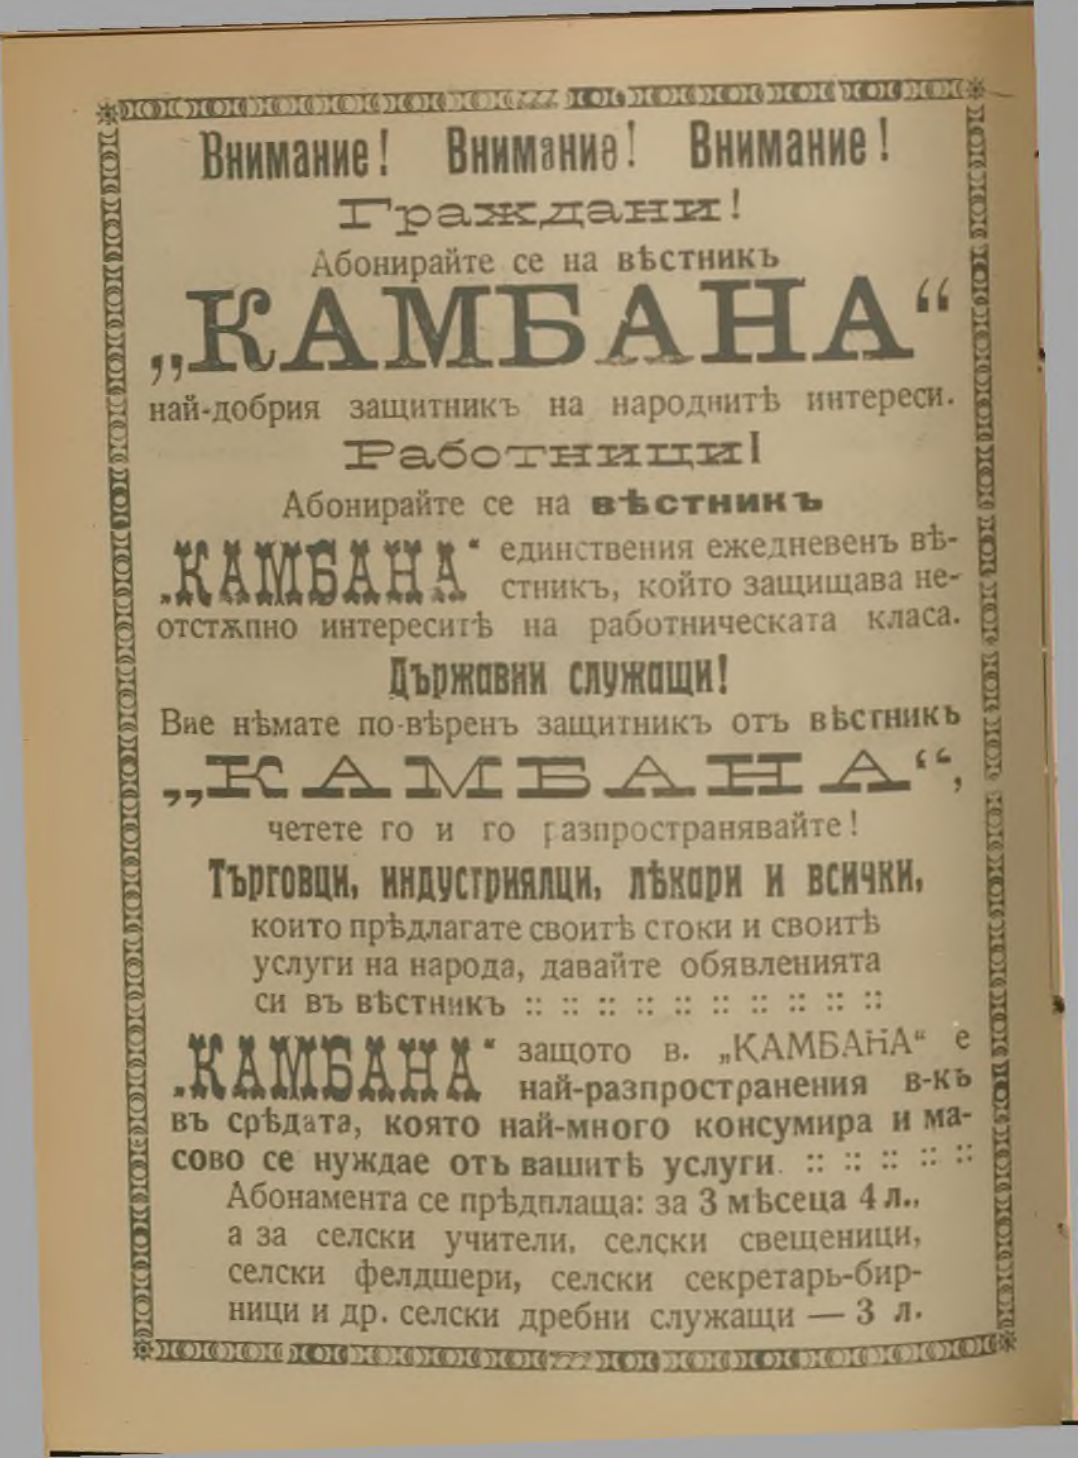 Внимание! Внимание! Внимание!
Граждани!
Абонирайте се на вѣстникъ
„КАМБАНА“
най-добрия защитникъ на народнитѣ интереси.
Работници!
Абонирайте се на вѣстникъ
„КАМБАНА“ единствения ежедневенъ вѣ-
стникъ, който защищава не-
отстѫпно интереситѣ на работническата класа.
Държавни служащи!
Вие нѣмате по-вѣренъ защитникъ отъ вѣстникъ
„КАМБАНА“,
четете го и го разпространявайте!
Търговци, индустриялци, лѣкари и всички,
които прѣдлагате своитѣ стоки и своитѣ
услуги на народа, давайте обявленията
си въ вѣстникъ :: :: :: :: :: :: :: :: :: ::
„КАМБАНА“ защото в. „КАМБАНА“ е
най-разпространения в-къ
въ срѣдата, която най-много консумира и ма-
сово се нуждае отъ вашитѣ услуги. :: :: :: :: ::
Абонамента се прѣдплаща: за 3 мѣсеца 4 л.,
а за селски учители, селски свещеници,
селски фелдшери, селски секретарь-бир-
ници и др. селски дребни служащи — 3 л.